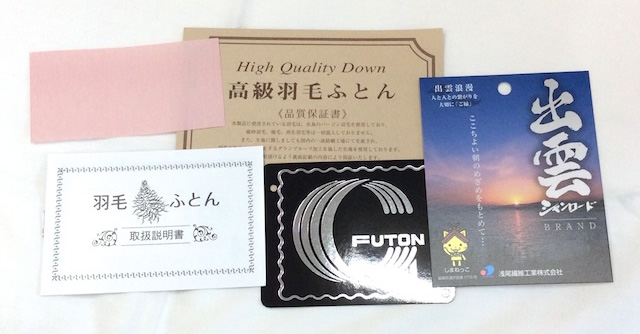 High Quality Down
高級羽毛ふとん
《品質保証書》
羽毛 ふとん
取扱説明書
FUTON
出雲浪漫
人と人との繋がりを
大切に「ご縁」
ここちよい朝のめざめをもとめて…
出雲
シャンロード
BRAND
しまねっこ
浅尾繊維工業株式会社